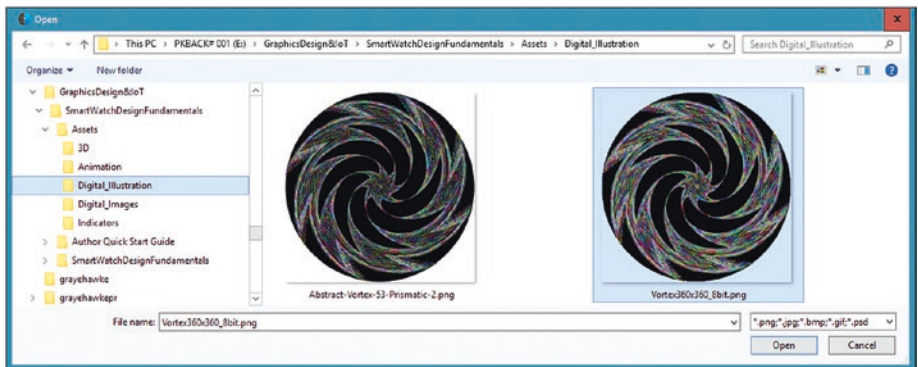 Open
This PC › PKBACK# 001 (E:) › GraphicsDesign&IoT › SmartWatchDesignFundamentals › Assets › Digital_Illustration
Search Digital_Illustration
Organize
New folder
GraphicsDesign&IoT
SmartWatchDesignFundamentals
Assets
3D
Animation
Digital_Illustration
Digital_Images
Indicators
Author Quick Start Guide
SmartWatchDesignFundamentals
grayehawke
grayehawkepr
Abstract-Vortex-53-Prismatic-2.png
Vortex360x360_8bit.png
File name: Vortex360x360_8bit.png
*.png;*.jpg;*.bmp;*.gif;*.psd
Open
Cancel